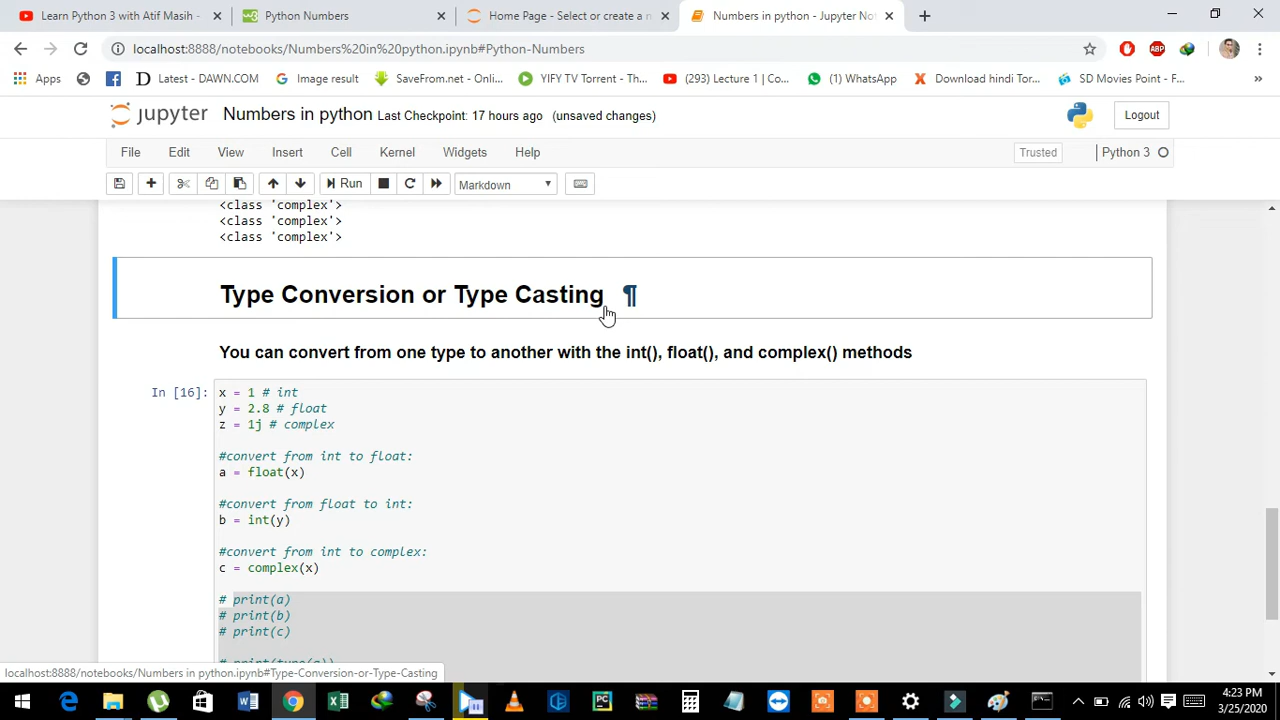 Learn Python 3 with Atif Masih -
Python Numbers
Home Page - Select or create a n
Numbers in python - Jupyter Not
localhost:8888/notebooks/Numbers%20in%20python.ipynb#Python-Numbers
ABP
Apps
Latest - DAWN.COM
Image result
SaveFrom.net - Onl...
YIFY TV Torrent - Th...
(293) Lecture 1 | Co...
(1) WhatsApp
Download hindi Tor...
SD Movies Point - F...
»
jupyter
Numbers in python Last Checkpoint: 17 hours ago (unsaved changes)
Logout
File Edit View Insert Cell Kernel Widgets Help
Trusted
Python 3
Run
Markdown
<class 'complex'>
<class 'complex'>
<class 'complex'>
Type Conversion or Type Casting ¶
You can convert from one type to another with the int(), float(), and complex() methods
In [16]:
x = 1 # int
y = 2.8 # float
z = 1j # complex
#convert from int to float:
a = float(x)
#convert from float to int:
b = int(y)
#convert from int to complex:
c = complex(x)
# print(a)
# print(b)
# print(c)
# print(type(a))
localhost:8888/notebooks/Numbers in python.ipynb#Type-Conversion-or-Type-Casting
4:23 PM
3/25/2020